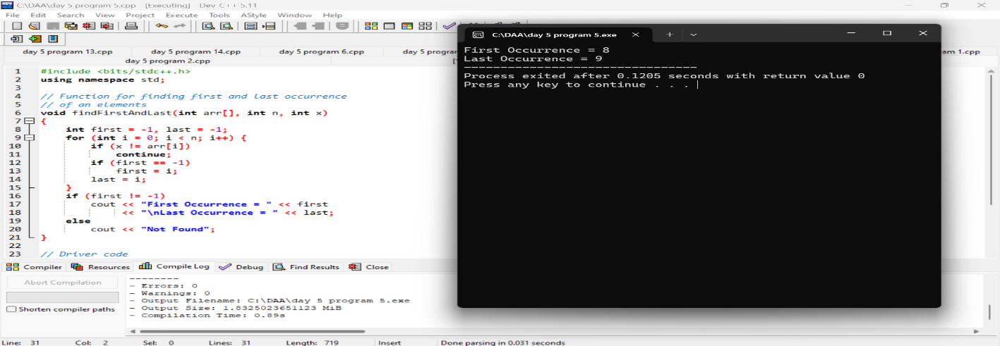 C:\DAA\day 5 program 5.cpp - [Executing] - Dev-C++ 5.11
File Edit Search View Project Execute Tools AStyle Window Help
day 5 program 13.cpp day 5 program 14.cpp day 5 program 6.cpp
day 5 program 2.cpp
1 #include <bits/stdc++.h>
2 using namespace std;
3
4 // Function for finding first and last occurrence
5 // of an elements
6 void findFirstAndLast(int arr[], int n, int x)
7 {
8 int first = -1, last = -1;
9 for (int i = 0; i < n; i++) {
10 if (x != arr[i])
11 continue;
12 if (first == -1)
13 first = i;
14 last = i;
15 }
16 if (first != -1)
17 cout << "First Occurrence = " << first
18 << "\nLast Occurrence = " << last;
19 else
20 cout << "Not Found";
21 }
22
23 // Driver code
C:\DAA\day 5 program 5.exe
First Occurrence = 8
Last Occurrence = 9
--------------------------------
Process exited after 0.1205 seconds with return value 0
Press any key to continue . . .
Compiler Resources Compile Log Debug Find Results Close
Abort Compilation
Shorten compiler paths
--------
- Errors: 0
- Warnings: 0
- Output Filename: C:\DAA\day 5 program 5.exe
- Output Size: 1.8325023651123 MiB
- Compilation Time: 0.89s
Line: 31 Col: 2 Sel: 0 Lines: 31 Length: 719 Insert Done parsing in 0.031 seconds